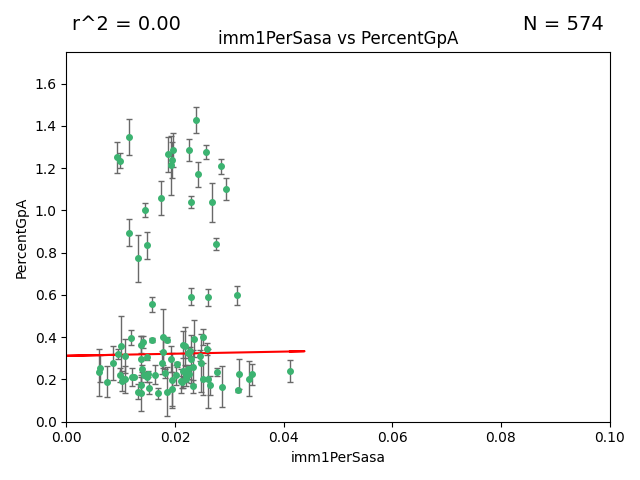 r^2 = 0.00
N = 574
imm1PerSasa vs PercentGpA
PercentGpA
1.6
1.4
1.2
1.0
0.8
0.6
0.4
0.2
0.0
0.00 0.02 0.04 0.06 0.08 0.10
imm1PerSasa